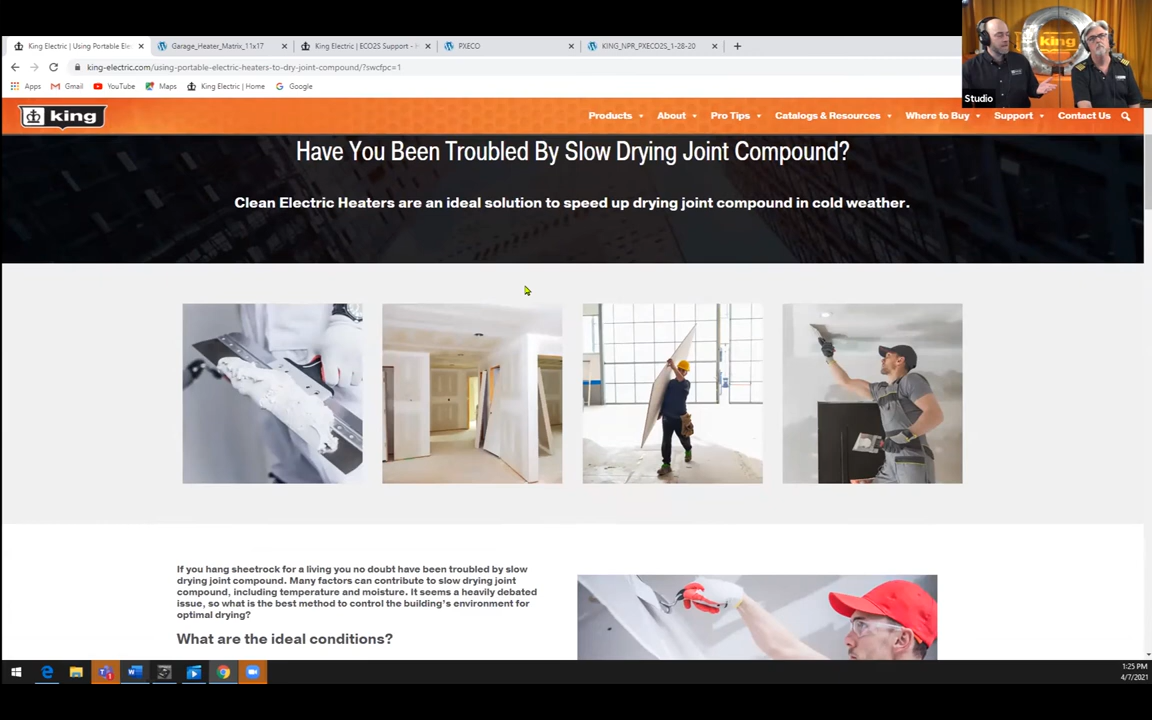 King Electric | Using Portable Ele
Garage_Heater_Matrix_11x17
King Electric | ECO2S Support -
PXECO
KING_NPR_PXECO2S_1-28-20
king-electric.com/using-portable-electric-heaters-to-dry-joint-compound/?swcfpc=1
Apps
Gmail
YouTube
Maps
King Electric | Home
Google
king
Studio
king
Products
About
Pro Tips
Catalogs & Resources
Where to Buy
Support
Contact Us
Have You Been Troubled By Slow Drying Joint Compound?
Clean Electric Heaters are an ideal solution to speed up drying joint compound in cold weather.
If you hang sheetrock for a living you no doubt have been troubled by slow
drying joint compound. Many factors can contribute to slow drying joint
compound, including temperature and moisture. It seems a heavily debated
issue, so what is the best method to control the building's environment for
optimal drying?
What are the ideal conditions?
1:25 PM
4/7/2021